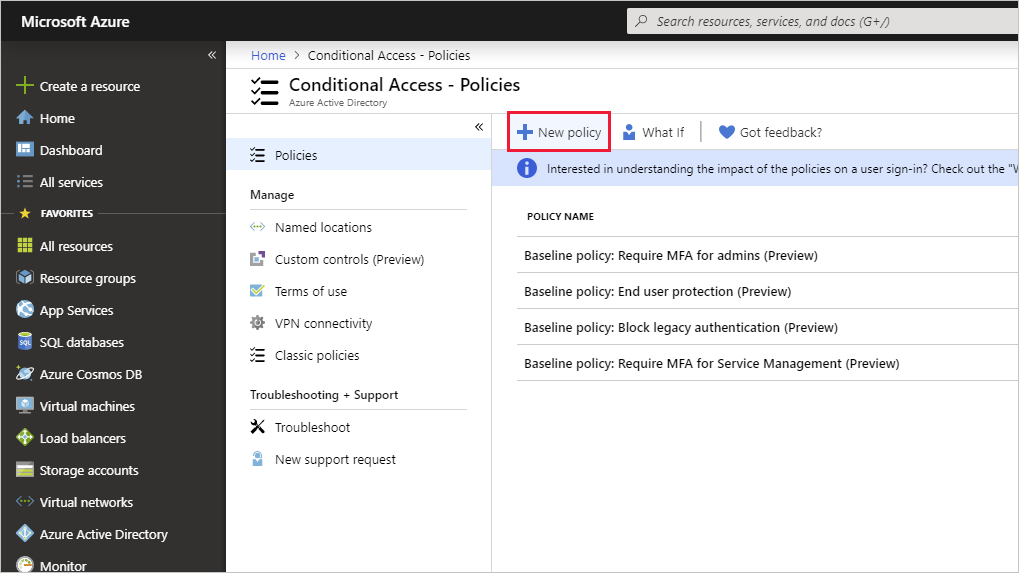 Microsoft Azure
Search resources, services, and docs (G+/)
«
Create a resource
Home
Dashboard
All services
FAVORITES
All resources
Resource groups
App Services
SQL databases
Azure Cosmos DB
Virtual machines
Load balancers
Storage accounts
Virtual networks
Azure Active Directory
Monitor
Home > Conditional Access - Policies
Conditional Access - Policies
Azure Active Directory
«
Policies
Manage
Named locations
Custom controls (Preview)
Terms of use
VPN connectivity
Classic policies
Troubleshooting + Support
Troubleshoot
New support request
New policy What If Got feedback?
Interested in understanding the impact of the policies on a user sign-in? Check out the "
POLICY NAME
Baseline policy: Require MFA for admins (Preview)
Baseline policy: End user protection (Preview)
Baseline policy: Block legacy authentication (Preview)
Baseline policy: Require MFA for Service Management (Preview)